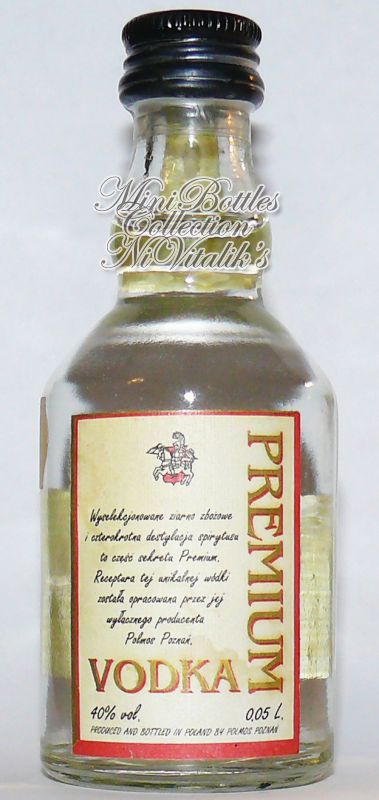 Mini Bottles
Collection
NiVitalik's
PREMIUM
Wyselekcjonowane ziarno zbożowe
i czterokrotna destylacja spirytusu
to część sekretu Premium.
Receptura tej unikalnej wódki
została opracowana przez jej
wyłącznego producenta
Polmos Poznań.
VODKA
40% vol. 0,05 L.
PRODUCED AND BOTTLED IN POLAND BY POLMOS POZNAŃ